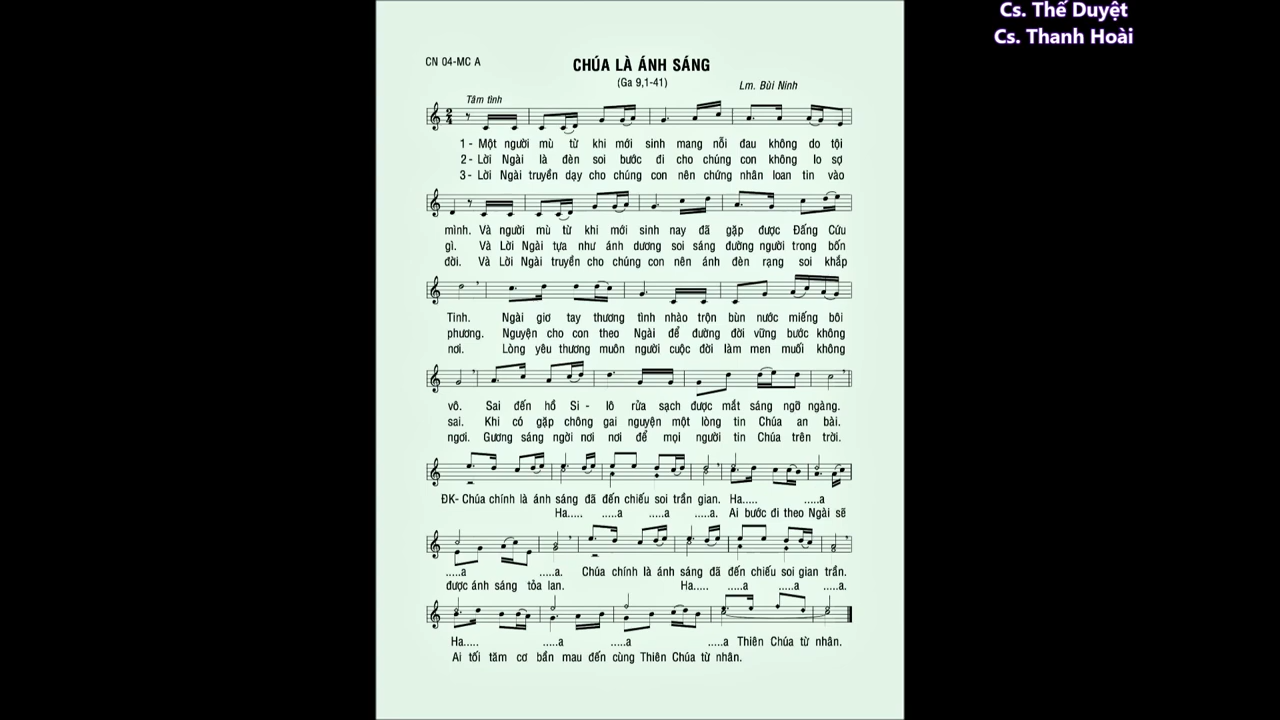 Cs. Thế Duyệt
Cs. Thanh Hoài
CN 04-MC A
CHÚA LÀ ÁNH SÁNG
(Ga 9,1-41)
Lm. Bùi Ninh
Tâm tình
1- Một người mù từ khi mới sinh mang nỗi đau không do tội
2- Lời Ngài là đèn soi bước đi cho chúng con không lo sợ
3- Lời Ngài truyền dạy cho chúng con nên chứng nhân loan tin vào
mình. Và người mù từ khi mới sinh nay đã gặp được Đấng Cứu
gì. Và Lời Ngài tựa như ánh dương soi sáng đường người trong bốn
đời. Và Lời Ngài truyền cho chúng con nên ánh đèn rạng soi khắp
Tinh. Ngài giơ tay thương tình nhào trộn bùn nước miếng bôi
phương. Nguyện cho con theo Ngài để đường đời vững bước không
nơi. Lòng yêu thương muôn người cuộc đời làm men muối không
vô. Sai đến hồ Si - lô rửa sạch được mắt sáng ngỡ ngàng.
sai. Khi có gặp chông gai nguyện một lòng tin Chúa an bài.
ngơi. Gương sáng ngời nơi nơi để mọi người tin Chúa trên trời.
ĐK- Chúa chính là ánh sáng đã đến chiếu soi trần gian. Ha..... .....a
Ha..... .....a .....a .....a. Ai bước đi theo Ngài sẽ
.....a .....a. Chúa chính là ánh sáng đã đến chiếu soi gian trần.
được ánh sáng tỏa lan. Ha..... .....a .....a .....a.
Ha..... .....a .....a .....a Thiên Chúa từ nhân.
Ai tối tăm cơ bần mau đến cùng Thiên Chúa từ nhân.